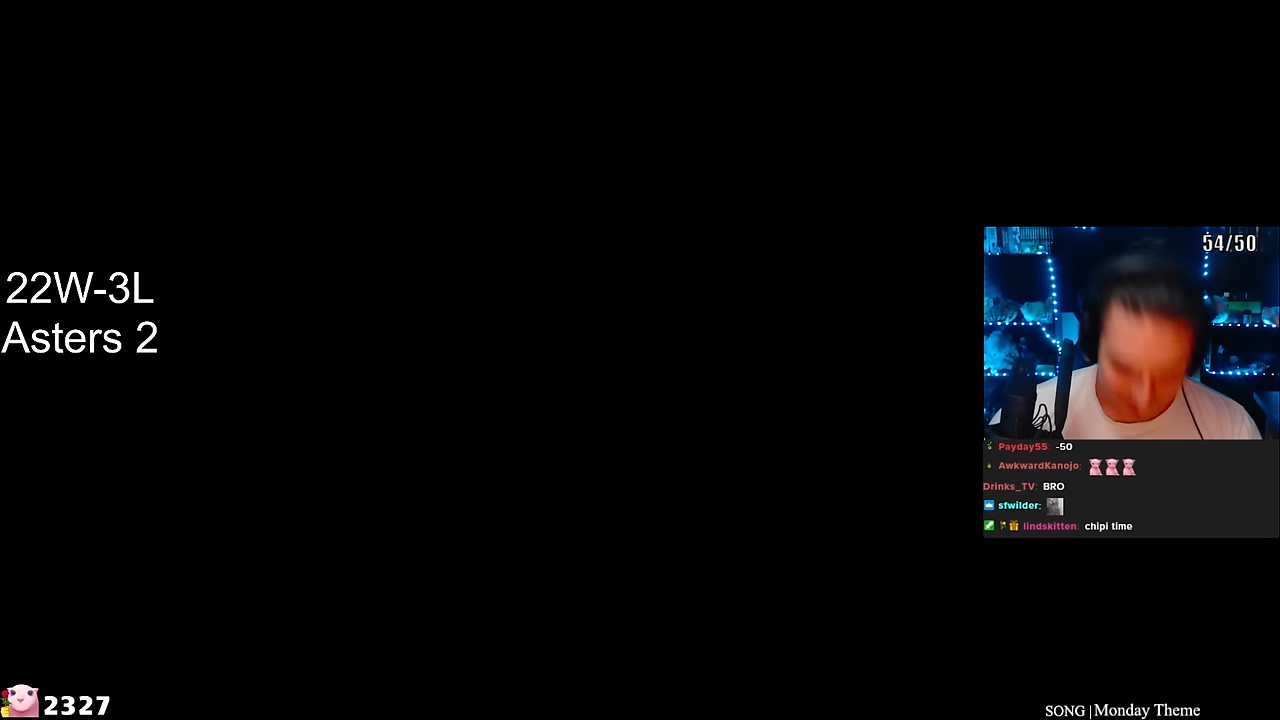 54/50
22W-3L
Asters 2
Payday55: -50
AwkwardKanojo:
Drinks_TV: BRO
sfwilder:
lindskitten: chipi time
2327
SONG | Monday Theme